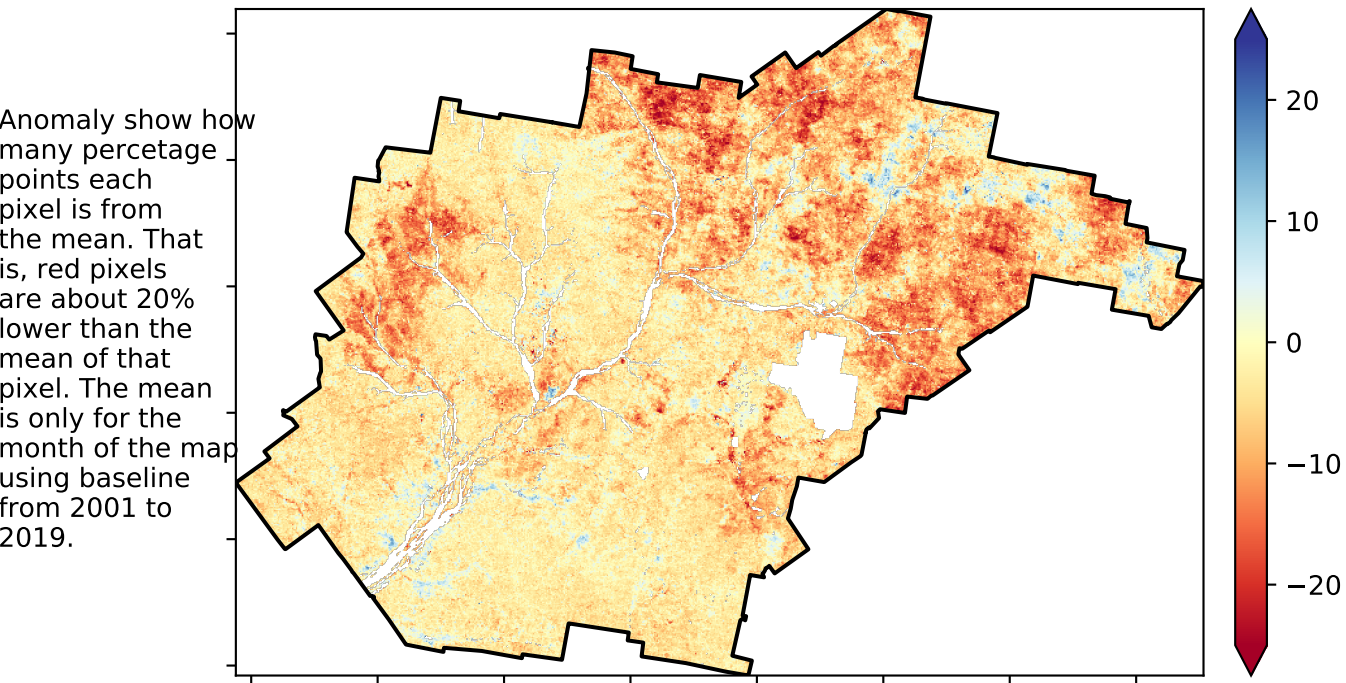 Anomaly show how
many percetage
points each
pixel is from
the mean. That
is, red pixels
are about 20%
lower than the
mean of that
pixel. The mean
is only for the
month of the map
using baseline
from 2001 to
2019.
20
10
0
−10
−20